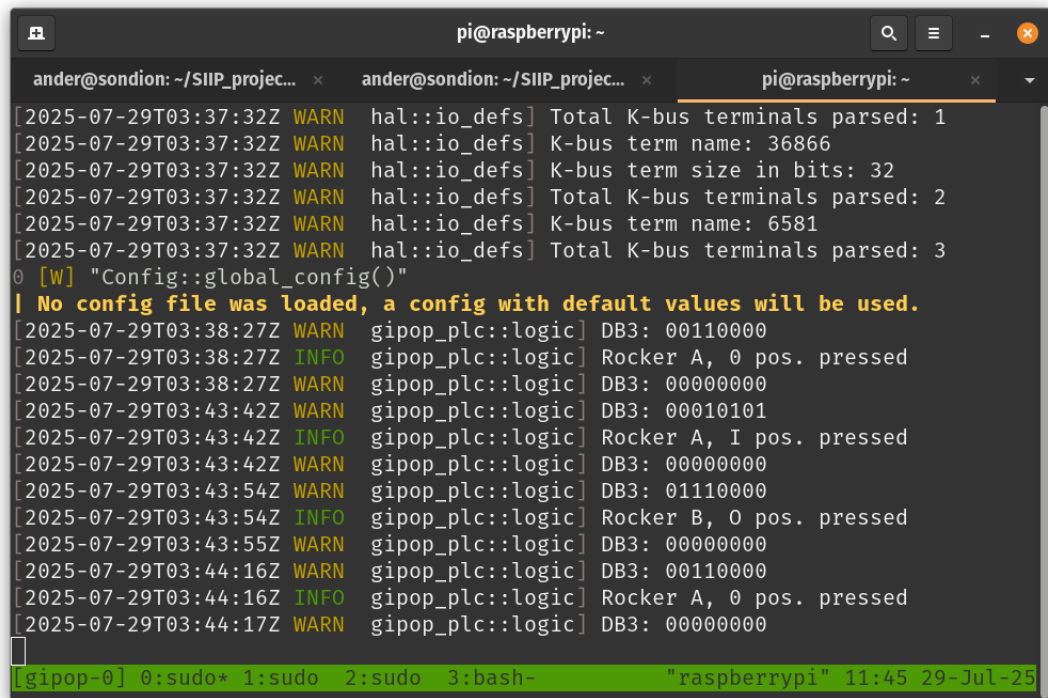 pi@raspberrypi: ~
ander@sondion: ~/SIIP_projec... × ander@sondion: ~/SIIP_projec... × pi@raspberrypi: ~ ×
[2025-07-29T03:37:32Z WARN  hal::io_defs] Total K-bus terminals parsed: 1
[2025-07-29T03:37:32Z WARN  hal::io_defs] K-bus term name: 36866
[2025-07-29T03:37:32Z WARN  hal::io_defs] K-bus term size in bits: 32
[2025-07-29T03:37:32Z WARN  hal::io_defs] Total K-bus terminals parsed: 2
[2025-07-29T03:37:32Z WARN  hal::io_defs] K-bus term name: 6581
[2025-07-29T03:37:32Z WARN  hal::io_defs] Total K-bus terminals parsed: 3
0 [W] "Config::global_config()"
| No config file was loaded, a config with default values will be used.
[2025-07-29T03:38:27Z WARN  gipop_plc::logic] DB3: 00110000
[2025-07-29T03:38:27Z INFO  gipop_plc::logic] Rocker A, 0 pos. pressed
[2025-07-29T03:38:27Z WARN  gipop_plc::logic] DB3: 00000000
[2025-07-29T03:43:42Z WARN  gipop_plc::logic] DB3: 00010101
[2025-07-29T03:43:42Z INFO  gipop_plc::logic] Rocker A, I pos. pressed
[2025-07-29T03:43:42Z WARN  gipop_plc::logic] DB3: 00000000
[2025-07-29T03:43:54Z WARN  gipop_plc::logic] DB3: 01110000
[2025-07-29T03:43:54Z INFO  gipop_plc::logic] Rocker B, O pos. pressed
[2025-07-29T03:43:55Z WARN  gipop_plc::logic] DB3: 00000000
[2025-07-29T03:44:16Z WARN  gipop_plc::logic] DB3: 00110000
[2025-07-29T03:44:16Z INFO  gipop_plc::logic] Rocker A, 0 pos. pressed
[2025-07-29T03:44:17Z WARN  gipop_plc::logic] DB3: 00000000
[gipop-0] 0:sudo* 1:sudo  2:sudo  3:bash- "raspberrypi" 11:45 29-Jul-25